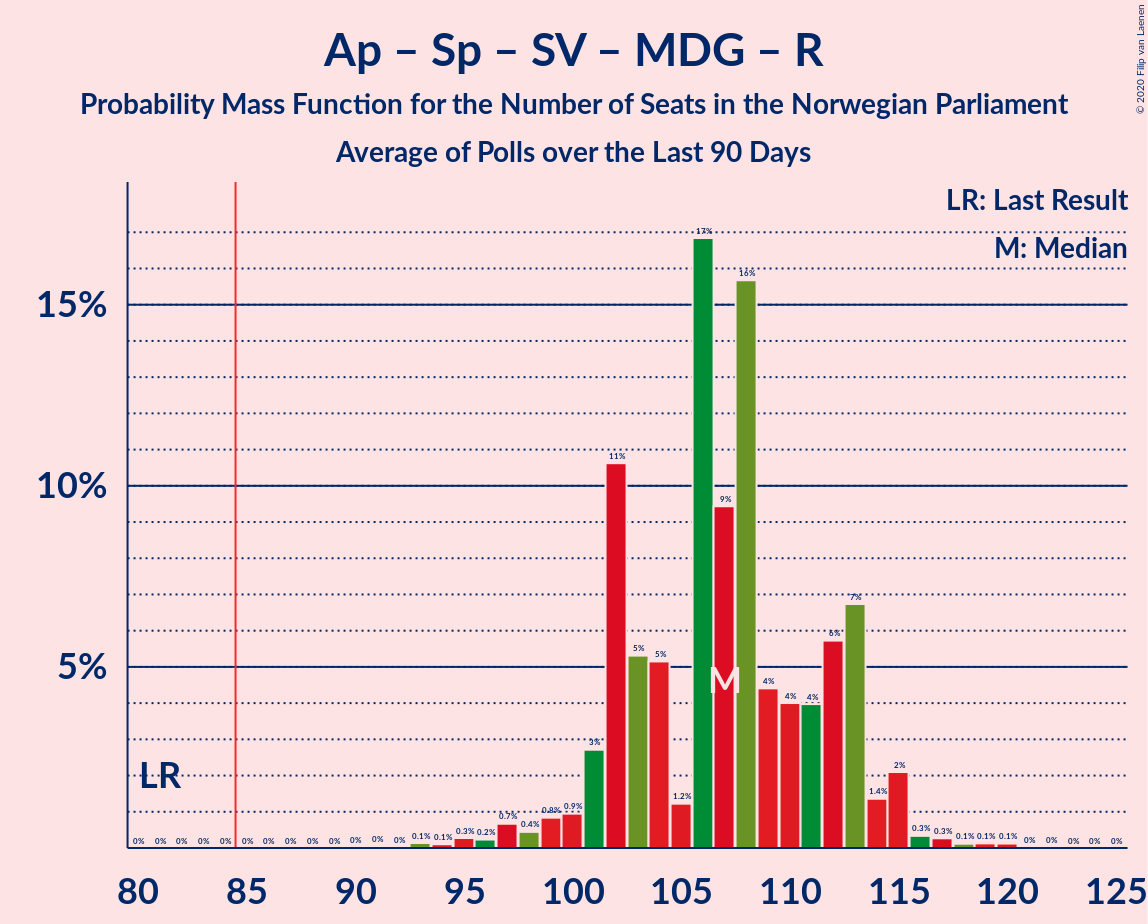 Ap – Sp – SV – MDG – R
Probability Mass Function for the Number of Seats in the Norwegian Parliament
Average of Polls over the Last 90 Days
© 2020 Filip van Laenen
LR: Last Result
M: Median
15%
10%
5%
LR
M
0% 0% 0% 0% 0% 0% 0% 0% 0% 0% 0% 0% 0% 0.1% 0.1% 0.3% 0.2% 0.7% 0.4% 0.8% 0.9% 3% 11% 5% 5% 1.2% 17% 9% 16% 4% 4% 4% 6% 7% 1.4% 2% 0.3% 0.3% 0.1% 0.1% 0.1% 0% 0% 0% 0% 0%
80 85 90 95 100 105 110 115 120 125